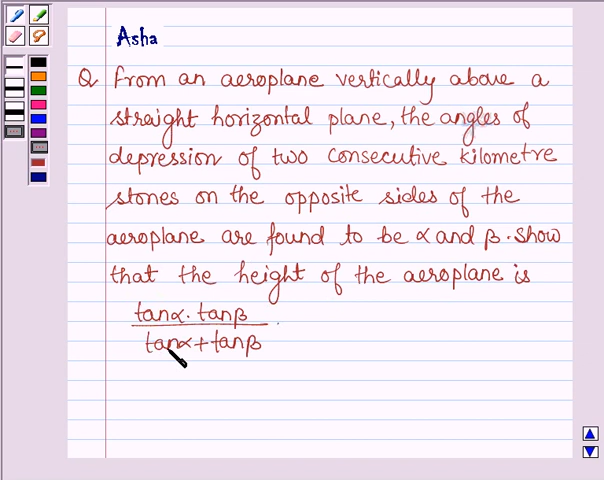 Asha
Q From an aeroplane vertically above a
straight horizontal plane, the angles of
depression of two consecutive kilometre
stones on the opposite sides of the
aeroplane are found to be α and β. Show
that the height of the aeroplane is
tanα. tanβ
tanα + tanβ